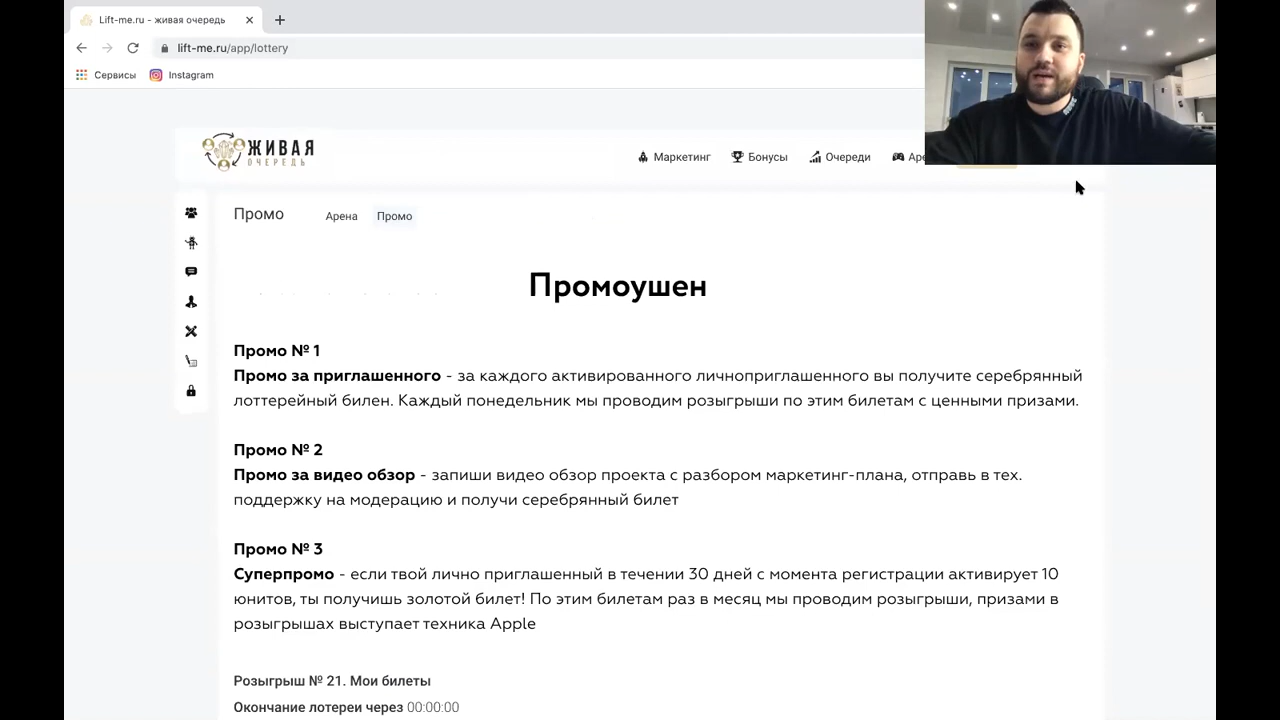 Lift-me.ru - живая очередь
lift-me.ru/app/lottery
Сервисы
Instagram
ЖИВАЯ
ОЧЕРЕДЬ
Маркетинг
Бонусы
Очереди
Промо
Арена
Промо
Промоушен
Промо № 1
Промо за приглашенного - за каждого активированного личноприглашенного вы получите серебрянный
лоттерейный билен. Каждый понедельник мы проводим розыгрыши по этим билетам с ценными призами.
Промо № 2
Промо за видео обзор - запиши видео обзор проекта с разбором маркетинг-плана, отправь в тех.
поддержку на модерацию и получи серебрянный билет
Промо № 3
Суперпромо - если твой лично приглашенный в течении 30 дней с момента регистрации активирует 10
юнитов, ты получишь золотой билет! По этим билетам раз в месяц мы проводим розыгрыши, призами в
розыгрышах выступает техника Apple
Розыгрыш № 21. Мои билеты
Окончание лотереи через 00:00:00